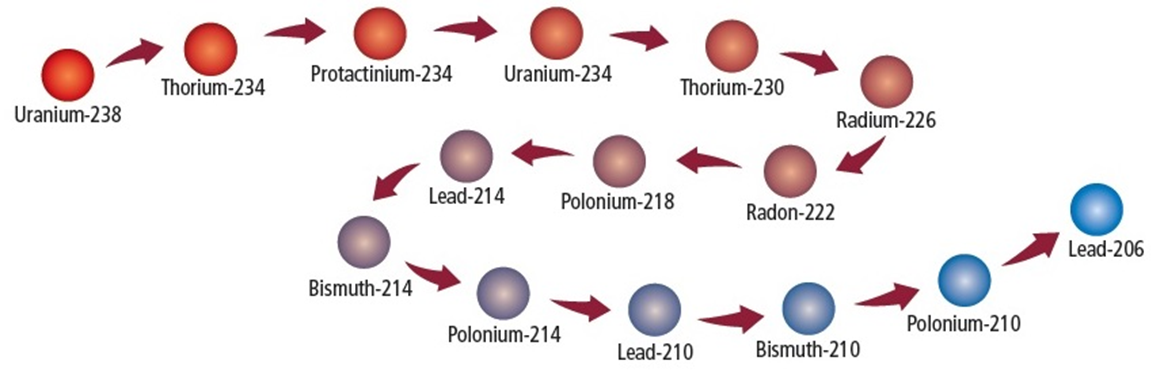 Uranium-238
Thorium-234
Protactinium-234
Uranium-234
Thorium-230
Radium-226
Radon-222
Polonium-218
Lead-214
Bismuth-214
Polonium-214
Lead-210
Bismuth-210
Polonium-210
Lead-206